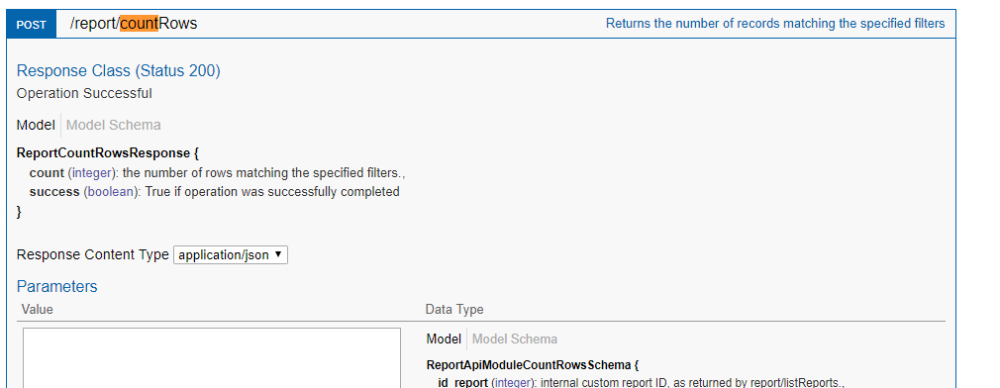 POST /report/countRows Returns the number of records matching the specified filters
Response Class (Status 200)
Operation Successful
Model Model Schema
ReportCountRowsResponse {
count (integer): the number of rows matching the specified filters.,
success (boolean): True if operation was successfully completed
}
Response Content Type application/json
Parameters
Value Data Type
Model Model Schema
ReportApiModuleCountRowsSchema {
id_report (integer): internal custom report ID, as returned by report/listReports.,